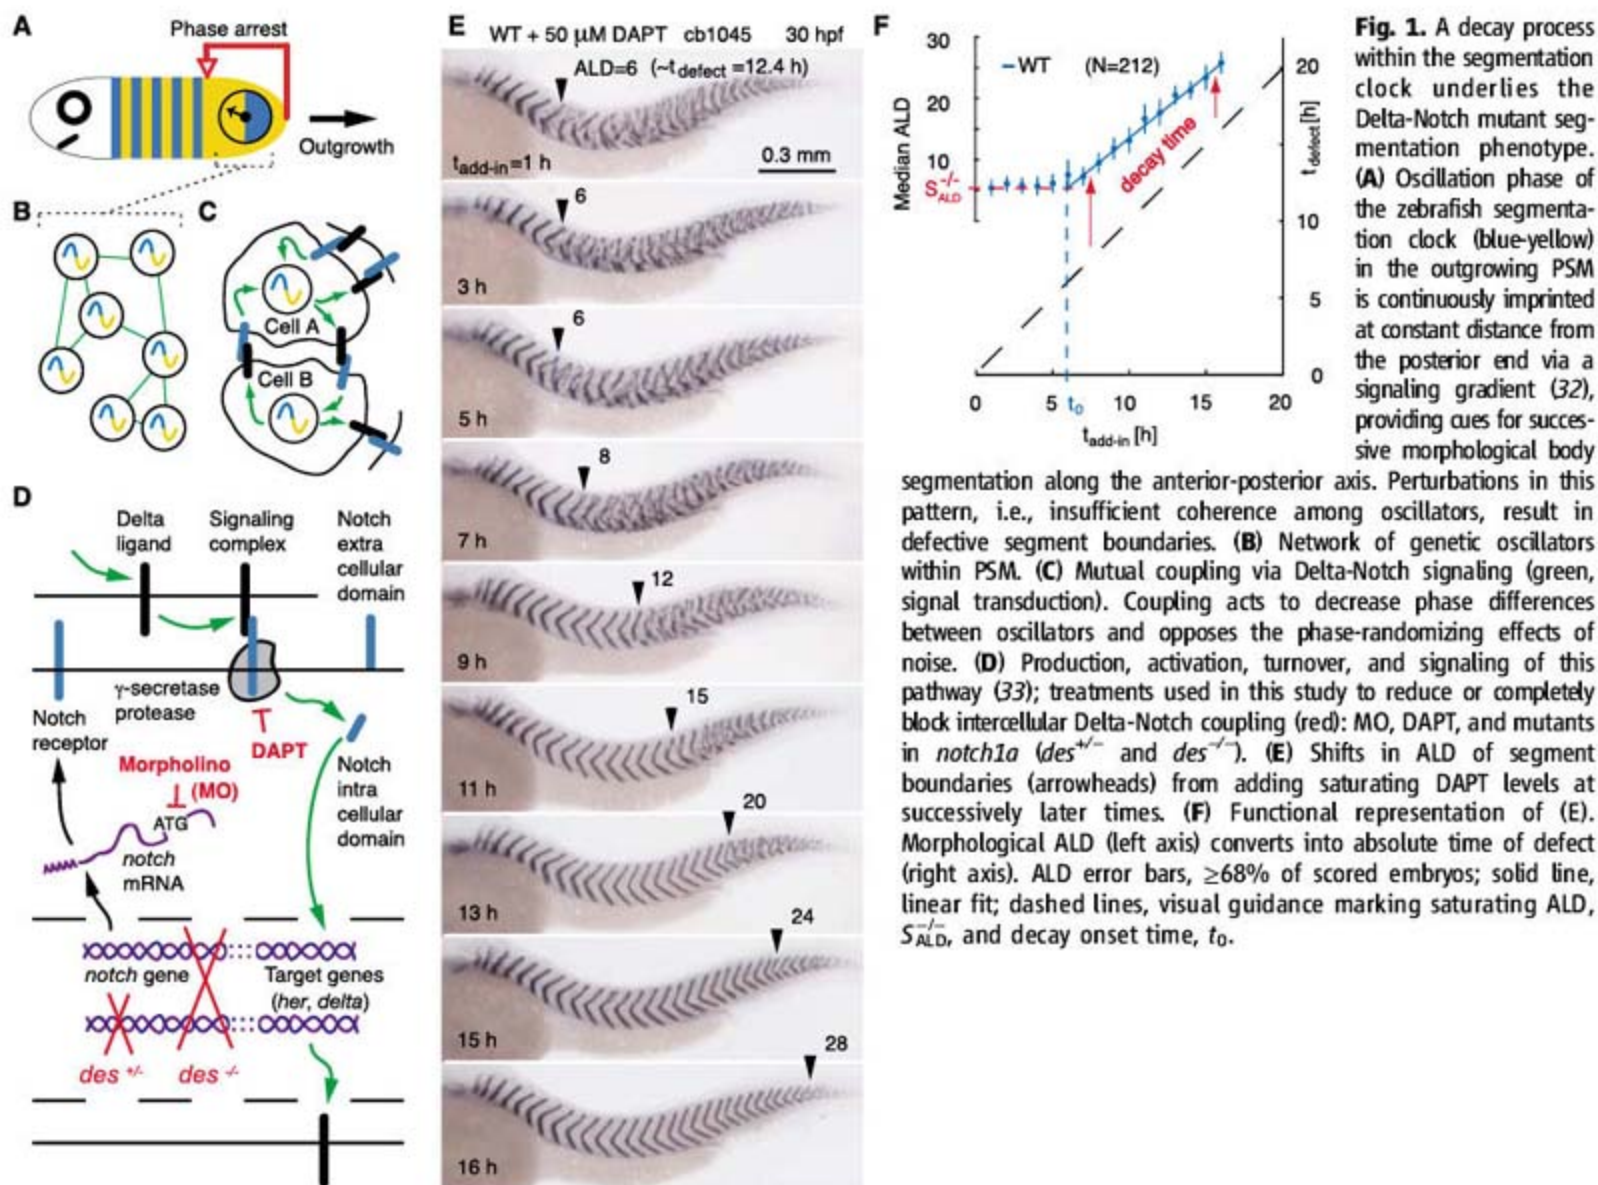 A
Phase arrest
Outgrowth
B
C
Cell A
Cell B
D
Delta
ligand
Signaling
complex
Notch
extra
cellular
domain
γ-secretase
protease
Notch
receptor
DAPT
Morpholino
(MO)
ATG
notch
mRNA
Notch
intra
cellular
domain
notch gene
Target genes
(her, delta)
des +/-
des -/-
E
WT + 50 µM DAPT cb1045 30 hpf
ALD=6 (~t defect =12.4 h)
t add-in =1 h
0.3 mm
6
3 h
6
5 h
8
7 h
12
9 h
15
11 h
20
13 h
24
15 h
28
16 h
F
30
20
10
Median ALD
S ALD -/-
WT (N=212)
decay time
20
15
10
5
0
t defect [h]
0 5 t0 10 15 20
t add-in [h]
Fig. 1. A decay process
within the segmentation
clock underlies the
Delta-Notch mutant seg-
mentation phenotype.
(A) Oscillation phase of
the zebrafish segmenta-
tion clock (blue-yellow)
in the outgrowing PSM
is continuously imprinted
at constant distance from
the posterior end via a
signaling gradient (32),
providing cues for succes-
sive morphological body
segmentation along the anterior-posterior axis. Perturbations in this
pattern, i.e., insufficient coherence among oscillators, result in
defective segment boundaries. (B) Network of genetic oscillators
within PSM. (C) Mutual coupling via Delta-Notch signaling (green,
signal transduction). Coupling acts to decrease phase differences
between oscillators and opposes the phase-randomizing effects of
noise. (D) Production, activation, turnover, and signaling of this
pathway (33); treatments used in this study to reduce or completely
block intercellular Delta-Notch coupling (red): MO, DAPT, and mutants
in notch1a (des+/− and des−/−). (E) Shifts in ALD of segment
boundaries (arrowheads) from adding saturating DAPT levels at
successively later times. (F) Functional representation of (E).
Morphological ALD (left axis) converts into absolute time of defect
(right axis). ALD error bars, ≥68% of scored embryos; solid line,
linear fit; dashed lines, visual guidance marking saturating ALD,
S ALD −/−, and decay onset time, t0.